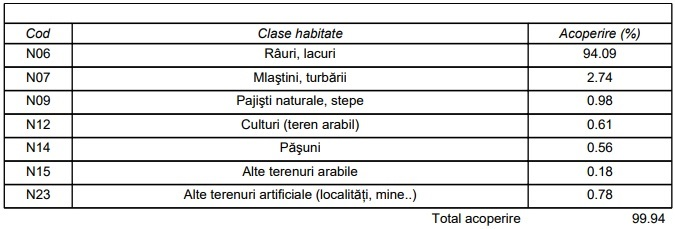 Cod Clase habitate Acoperire (%)
N06 Râuri, lacuri 94.09
N07 Mlaştini, turbării 2.74
N09 Pajişti naturale, stepe 0.98
N12 Culturi (teren arabil) 0.61
N14 Păşuni 0.56
N15 Alte terenuri arabile 0.18
N23 Alte terenuri artificiale (localități, mine..) 0.78
Total acoperire 99.94